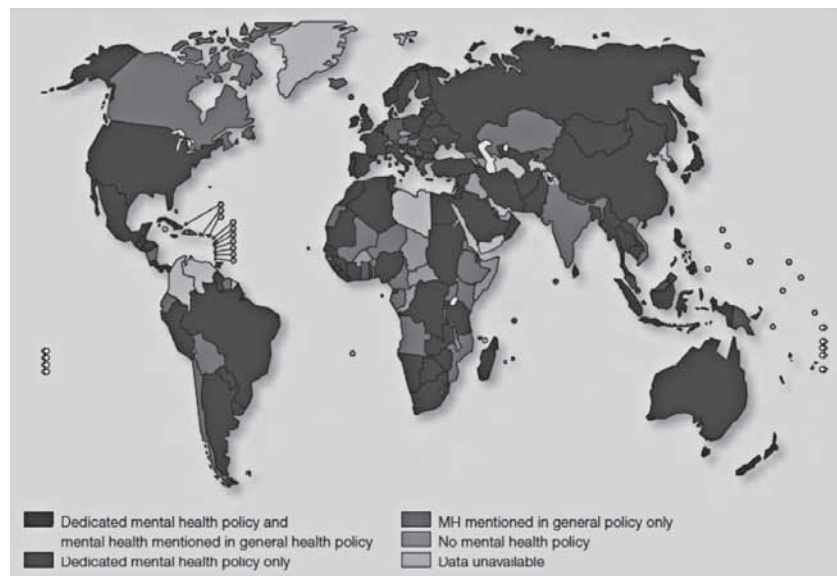 Dedicated mental health policy and
mental health mentioned in general health policy
Dedicated mental health policy only
MH mentioned in general policy only
No mental health policy
Data unavailable